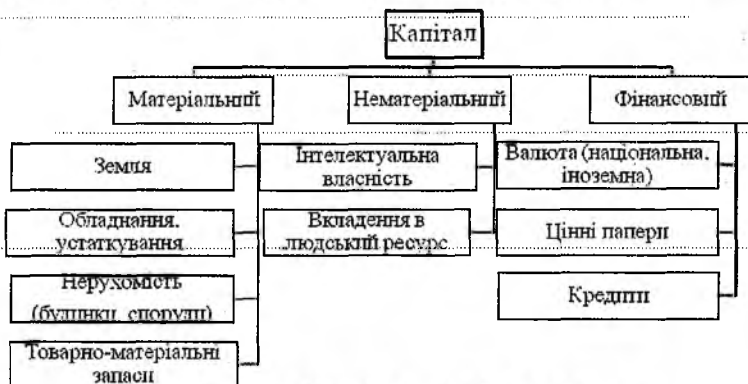 Капітал
Матеріальний
Нематеріальний
Фінансовий
Земля
Обладнання.
устаткування
Нерухомість
(будинки, споруди)
Товарно-матеріальні
запаси
Інтелектуальна
власність
Вкладення в
людський ресурс
Валюта (національна.
іноземна)
Цінні папери
Кредити